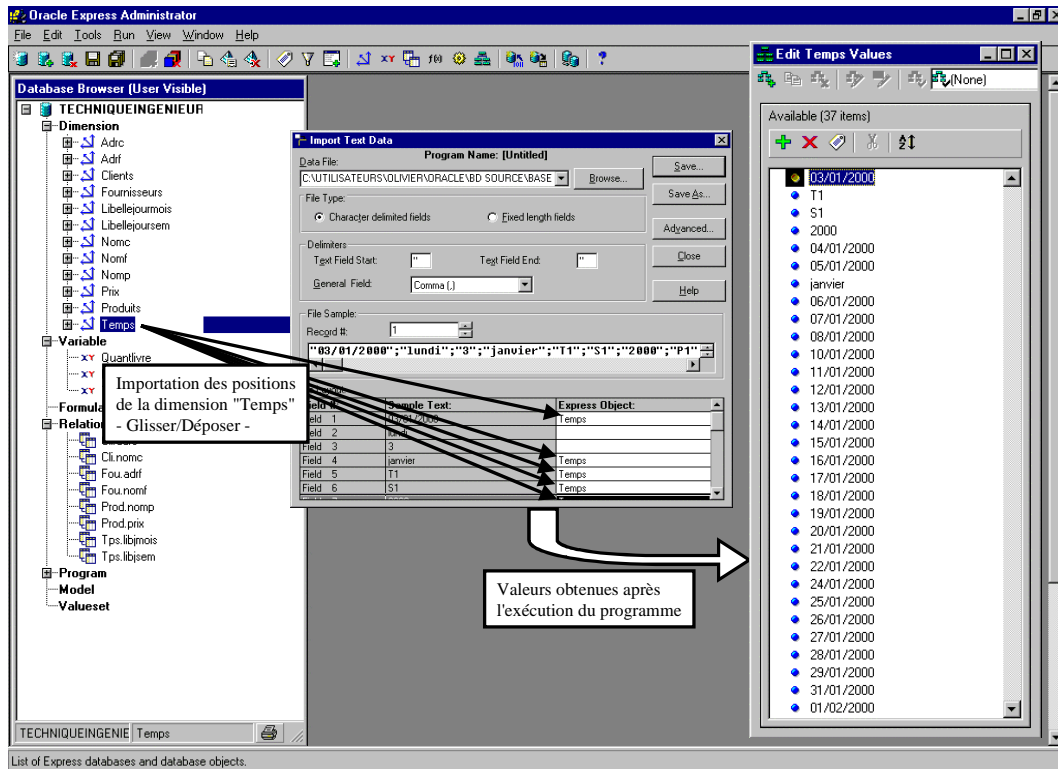 Oracle Express Administrator
File Edit Tools Run View Window Help
Database Browser (User Visible)
TECHNIQUEINGENIEUR
Dimension
Adrc
Adrf
Clients
Fournisseurs
Libellejourmois
Libellejoursem
Nomc
Nomf
Nomp
Prix
Produits
Temps
Variable
Quantlivre
Formula
Relation
Cli.nomc
Fou.adrf
Fou.nomf
Prod.nomp
Prod.prix
Tps.libjmois
Tps.libjsem
Program
Model
Valueset
TECHNIQUEINGENIE Temps
List of Express databases and database objects.
Importation des positions
de la dimension "Temps"
- Glisser/Déposer -
Import Text Data
Program Name: [Untitled]
Data File:
C:\UTILISATEURS\OLIVIER\ORACLE\BD SOURCE\BASE
Browse...
Save...
Save As...
Advanced...
Close
Help
File Type:
Character delimited fields Fixed length fields
Delimiters
Text Field Start: " Text Field End: "
General Field: Comma (,)
File Sample:
Record #: 1
"03/01/2000";"lundi";"3";"janvier";"T1";"S1";"2000";"P1"
Field #: Sample Text: Express Object:
Field 1 03/01/2000 Temps
Field 2 lundi
Field 3 3
Field 4 janvier Temps
Field 5 T1 Temps
Field 6 S1 Temps
Valeurs obtenues après
l'exécution du programme
Edit Temps Values
(None)
Available (37 items)
03/01/2000
T1
S1
2000
04/01/2000
05/01/2000
janvier
06/01/2000
07/01/2000
08/01/2000
10/01/2000
11/01/2000
12/01/2000
13/01/2000
14/01/2000
15/01/2000
16/01/2000
17/01/2000
18/01/2000
19/01/2000
20/01/2000
21/01/2000
22/01/2000
24/01/2000
25/01/2000
26/01/2000
27/01/2000
28/01/2000
29/01/2000
31/01/2000
01/02/2000